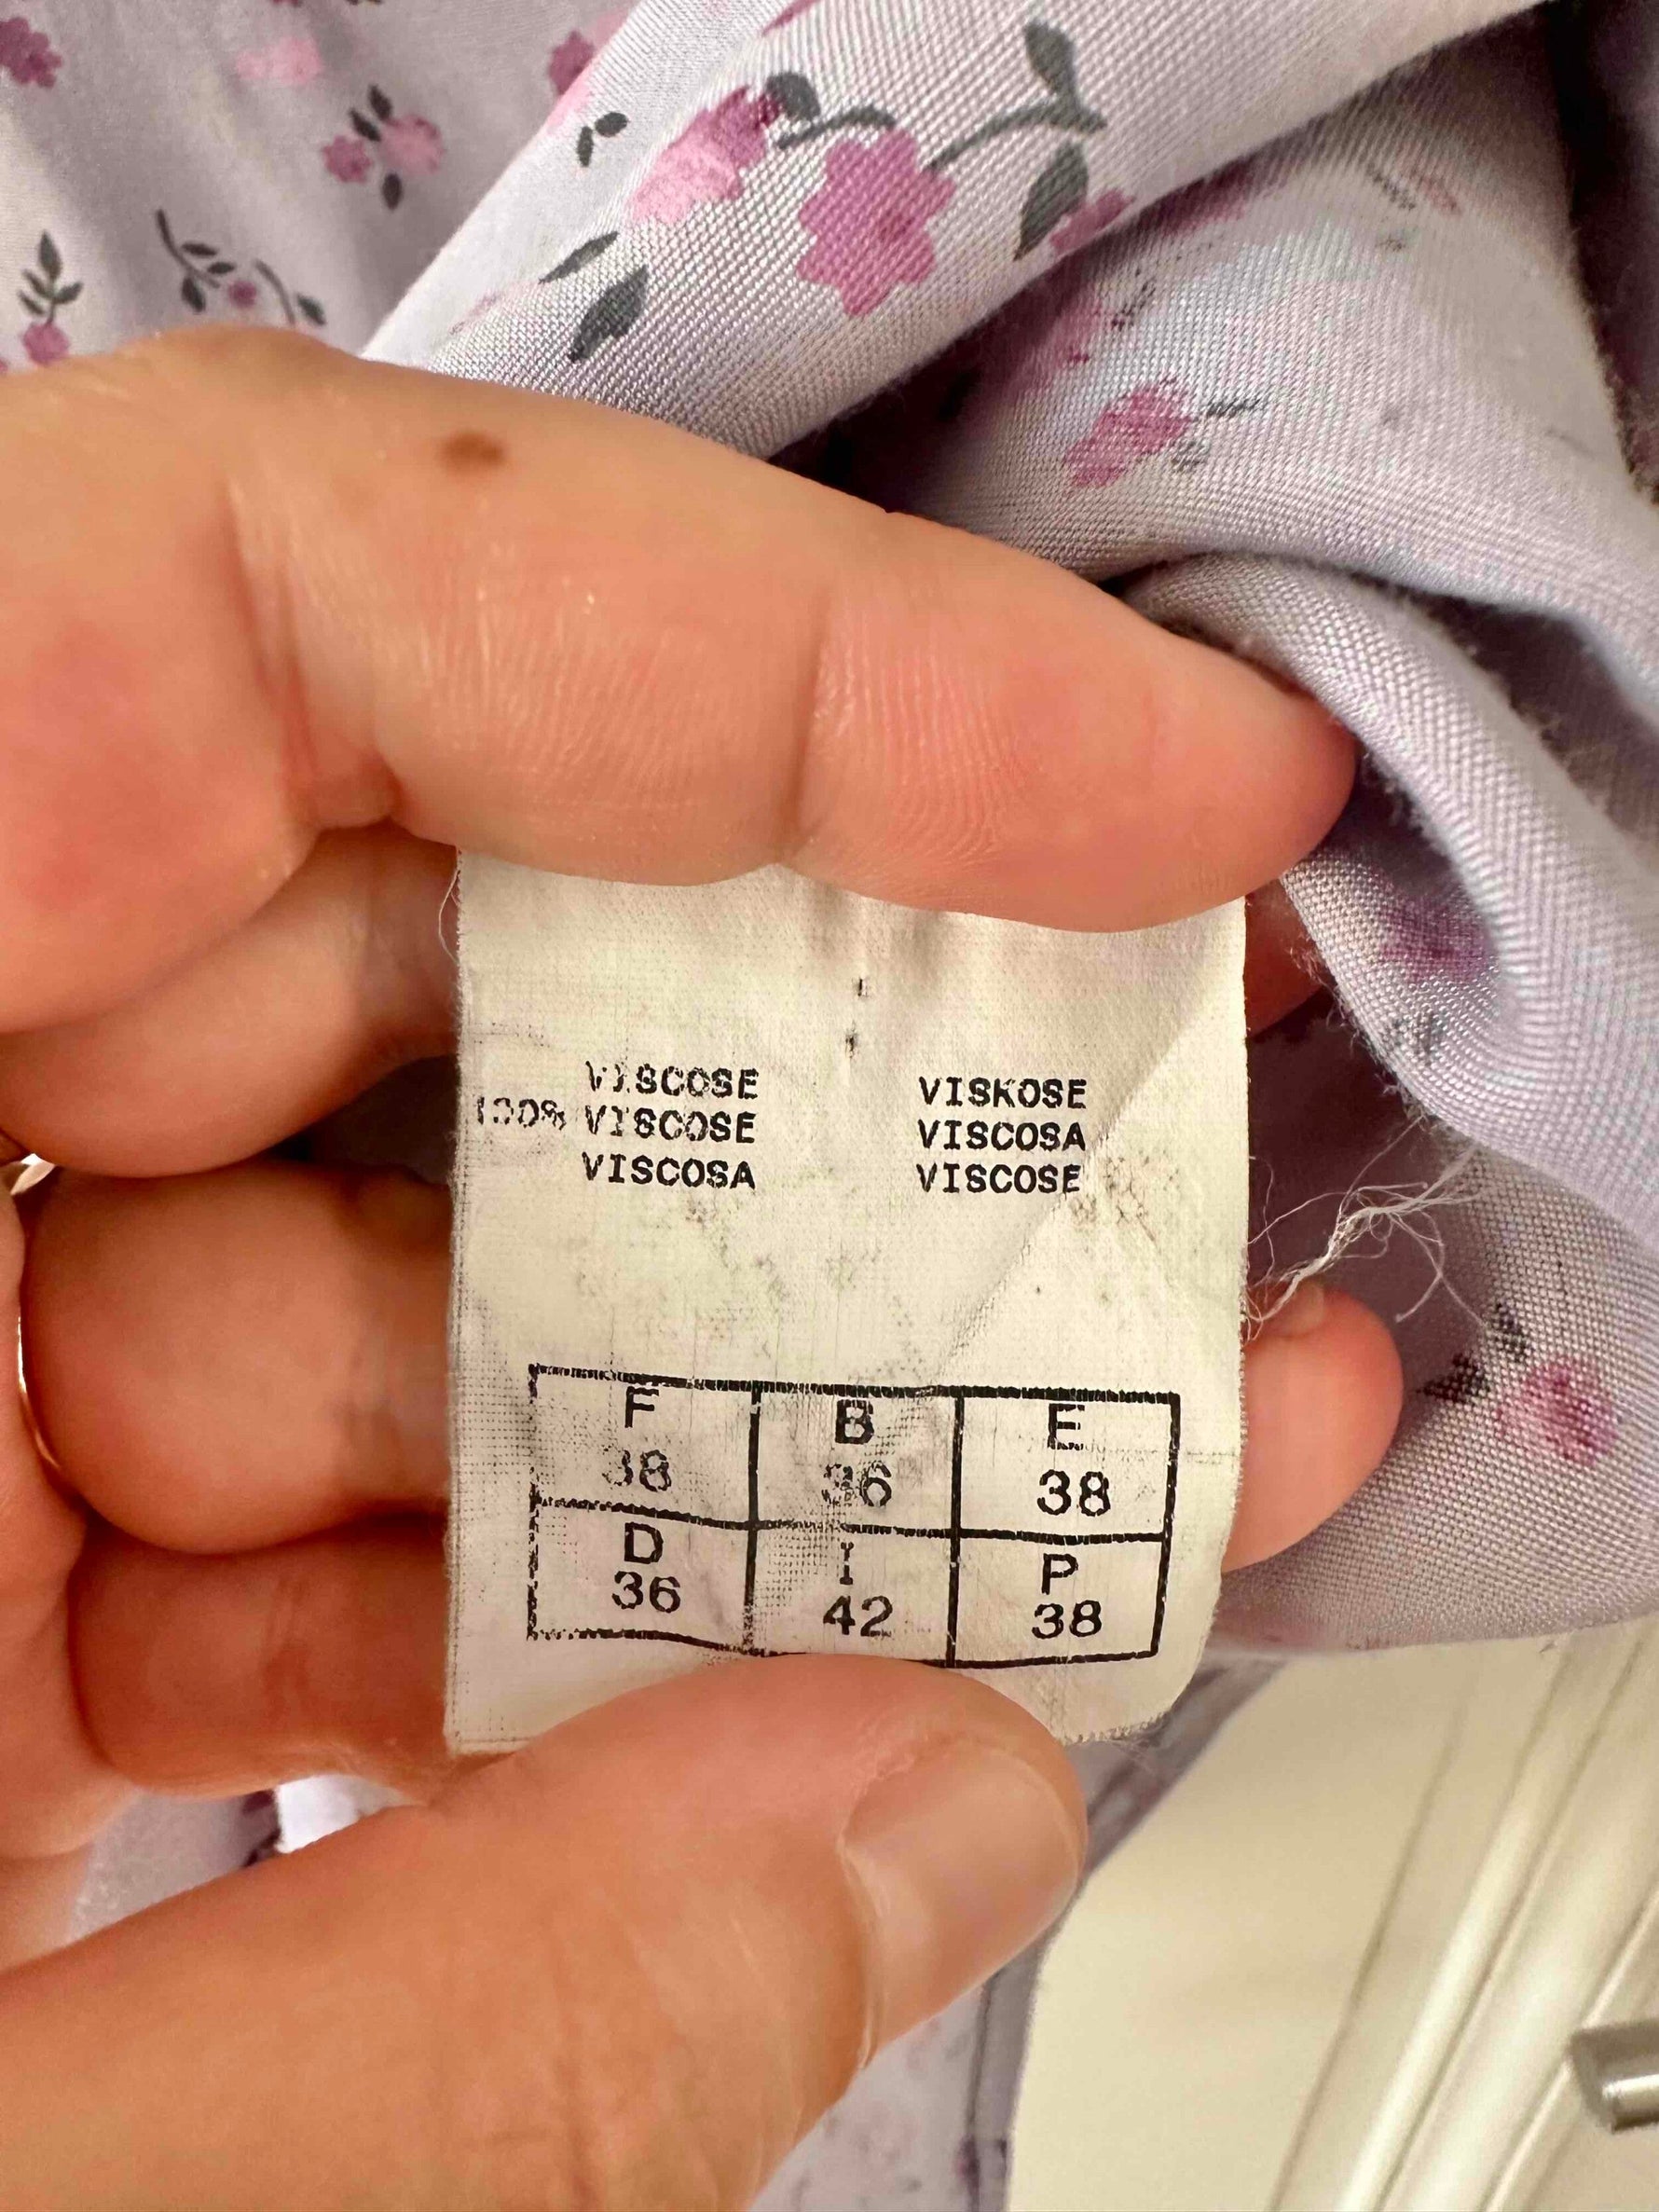 VISCOSE VISKOSE
100% VISCOSE VISCOSA
VISCOSA VISCOSE
F B E
38 36 38
D I P
36 42 38